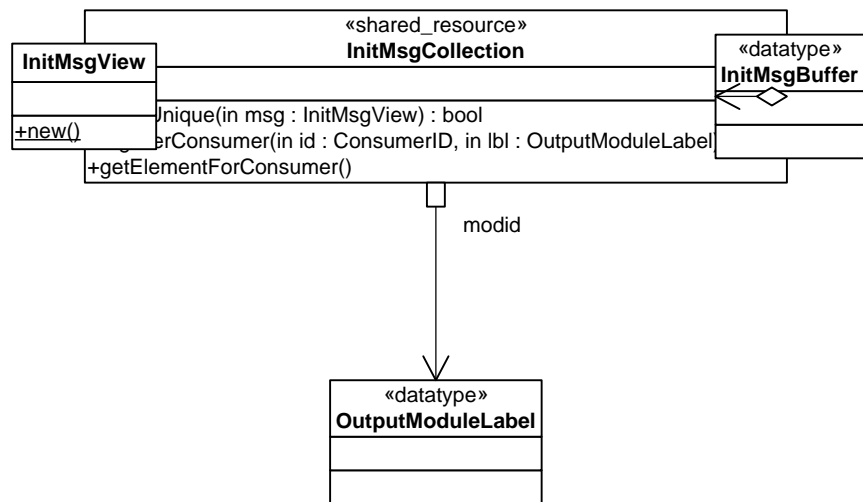 «shared_resource»
InitMsgCollection
InitMsgView
«datatype»
InitMsgBuffer
Unique(in msg : InitMsgView) : bool
+new()
erConsumer(in id : ConsumerID, in lbl : OutputModuleLabel)
+getElementForConsumer()
modid
«datatype»
OutputModuleLabel